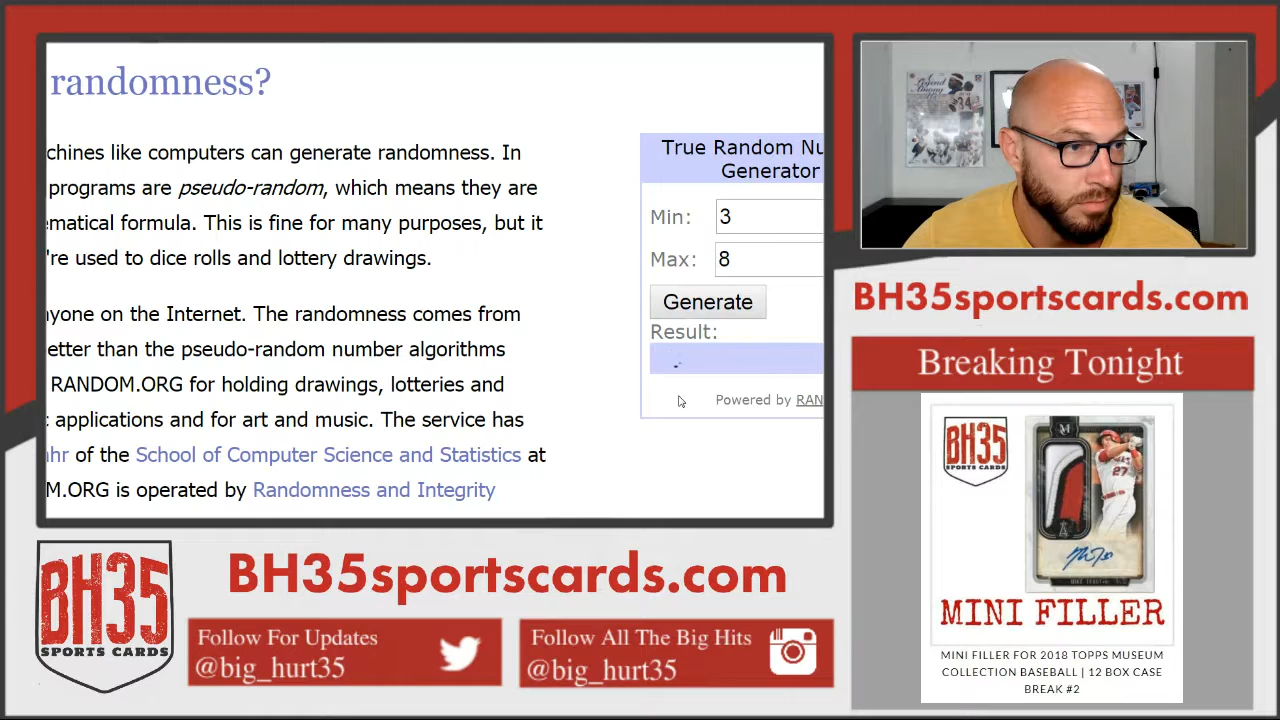 randomness?
chines like computers can generate randomness. In
programs are pseudo-random, which means they are
ematical formula. This is fine for many purposes, but it
're used to dice rolls and lottery drawings.
nyone on the Internet. The randomness comes from
etter than the pseudo-random number algorithms
RANDOM.ORG for holding drawings, lotteries and
c applications and for art and music. The service has
ahr of the School of Computer Science and Statistics at
M.ORG is operated by Randomness and Integrity
True Random Nu
Generator
Min: 3
Max: 8
Generate
Result:
Powered by RAN
34
BH35sportscards.com
Breaking Tonight
BH35
SPORTS CARDS
27
MINI FILLER
MINI FILLER FOR 2018 TOPPS MUSEUM
COLLECTION BASEBALL | 12 BOX CASE
BREAK #2
BH35
SPORTS CARDS
BH35sportscards.com
Follow For Updates
@big_hurt35
Follow All The Big Hits
@big_hurt35